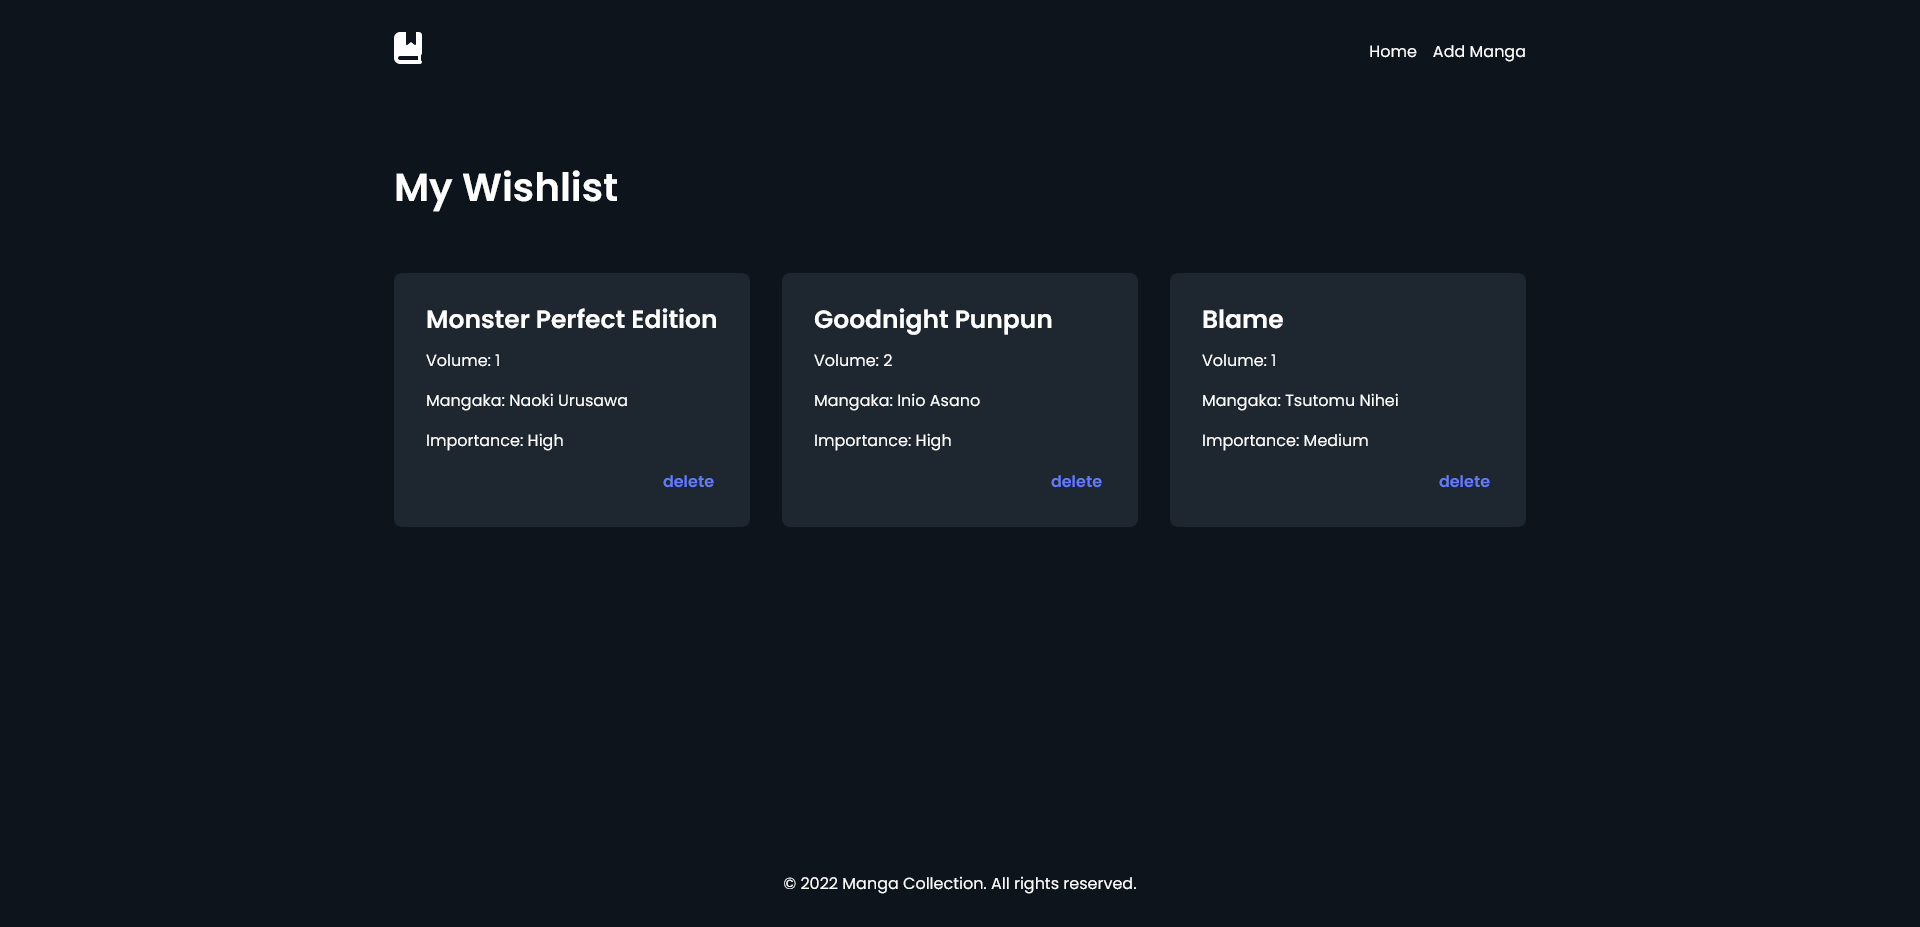 Home Add Manga
My Wishlist
Monster Perfect Edition
Volume: 1
Mangaka: Naoki Urusawa
Importance: High
delete
Goodnight Punpun
Volume: 2
Mangaka: Inio Asano
Importance: High
delete
Blame
Volume: 1
Mangaka: Tsutomu Nihei
Importance: Medium
delete
© 2022 Manga Collection. All rights reserved.